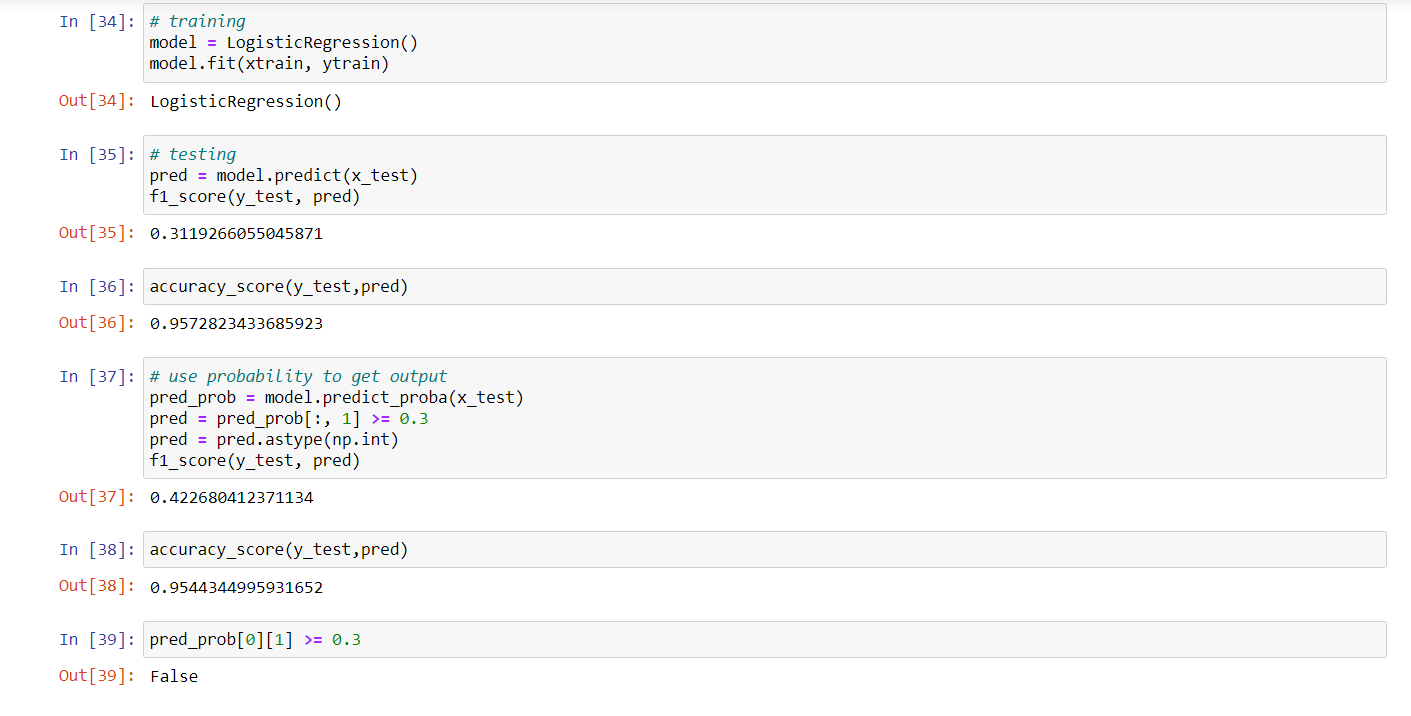 In [34]: # training
model = LogisticRegression()
model.fit(xtrain, ytrain)
Out[34]: LogisticRegression()
In [35]: # testing
pred = model.predict(x_test)
f1_score(y_test, pred)
Out[35]: 0.3119266055045871
In [36]: accuracy_score(y_test,pred)
Out[36]: 0.9572823433685923
In [37]: # use probability to get output
pred_prob = model.predict_proba(x_test)
pred = pred_prob[:, 1] >= 0.3
pred = pred.astype(np.int)
f1_score(y_test, pred)
Out[37]: 0.422680412371134
In [38]: accuracy_score(y_test,pred)
Out[38]: 0.9544344995931652
In [39]: pred_prob[0][1] >= 0.3
Out[39]: False